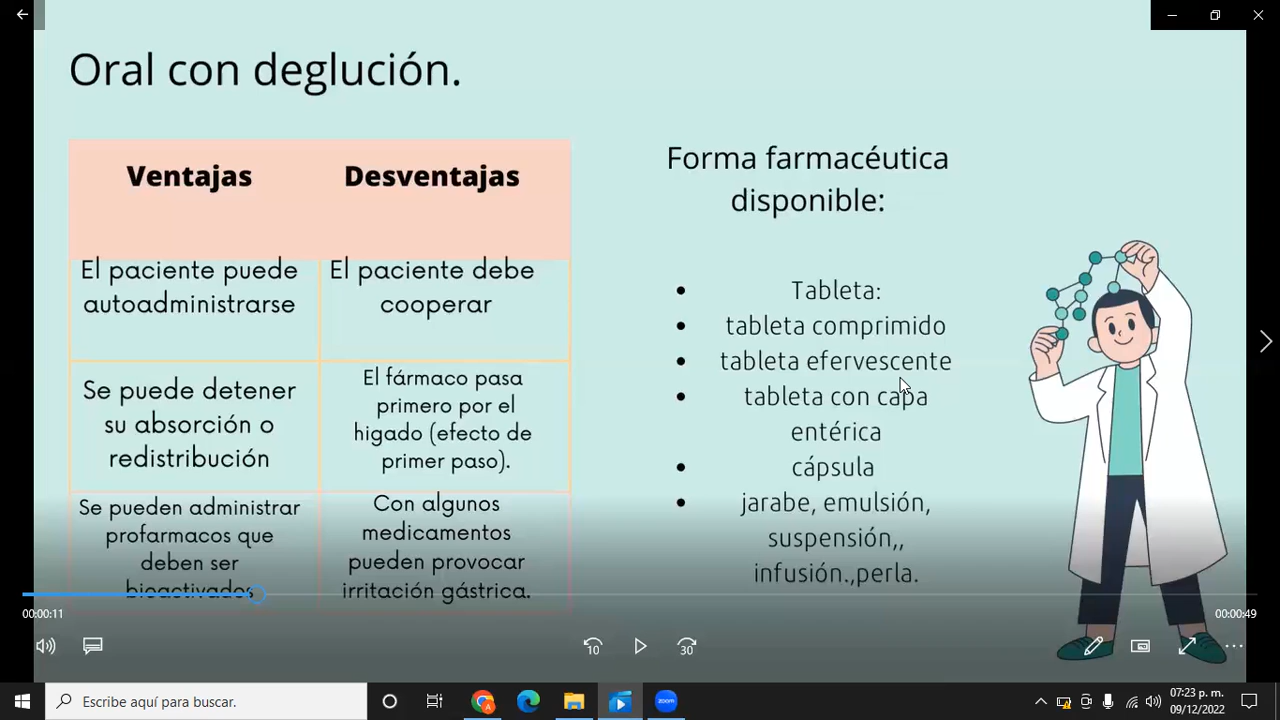 Oral con deglución.
Ventajas
Desventajas
El paciente puede
autoadministrarse
El paciente debe
cooperar
Se puede detener
su absorción o
redistribución
El fármaco pasa
primero por el
higado (efecto de
primer paso).
Se pueden administrar
profarmacos que
deben ser
bioactivados
Con algunos
medicamentos
pueden provocar
irritación gástrica.
Forma farmacéutica
disponible:
• Tableta:
• tableta comprimido
• tableta efervescente
• tableta con capa
entérica
• cápsula
• jarabe, emulsión,
suspensión,,
infusión.,perla.
00:00:11
00:00:49
10
30
Escribe aquí para buscar.
zoom
07:23 p. m.
09/12/2022